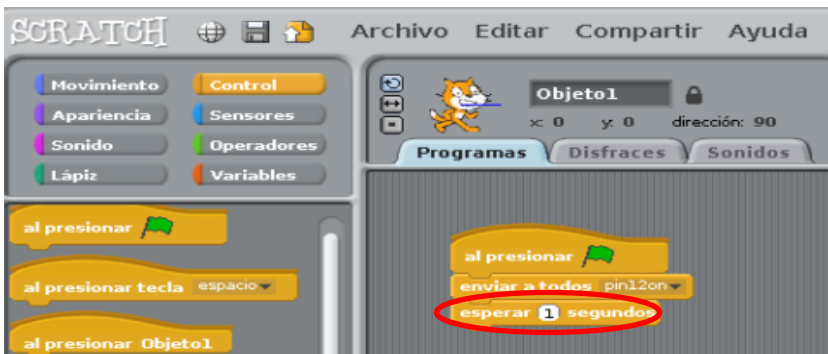 SCRATCH Archivo Editar Compartir Ayuda
Movimiento Control
Apariencia Sensores
Sonido Operadores
Lápiz Variables
Objeto1
x: 0 y: 0 dirección: 90
Programas Disfraces Sonidos
al presionar
al presionar tecla espacio
al presionar Objeto1
al presionar
enviar a todos pin12on
esperar 1 segundos